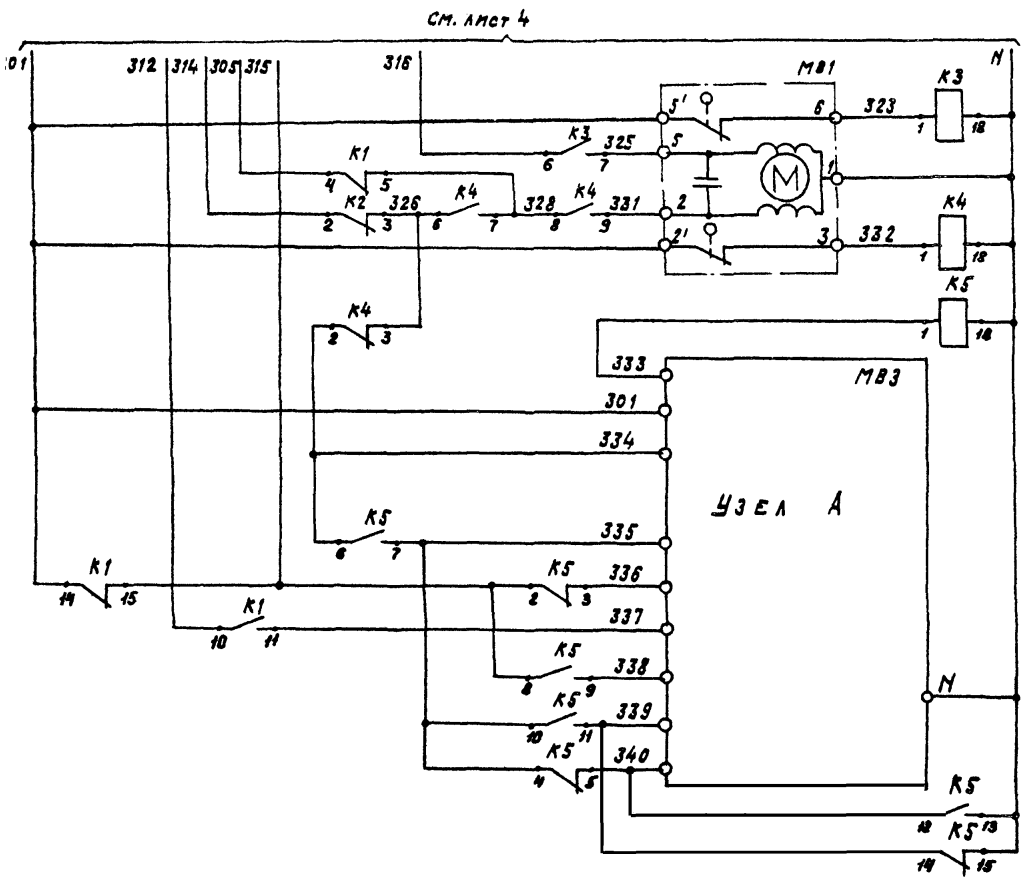 См. лист 4
301 312 314 305 315 316 МВ1 N
К3
5' 6 323 1 18
К3
6 7 325 5
К1
4 5 М 1
К2 326 К4 328 К4 331 2 К4
2 3 6 7 8 9
2' 3 332 1 18
К5
К4
2 3 1 18
333 МВ3
301
334
УЗЕЛ А
К5
6 7 335
К1 К5 336
14 15 2 3
К1 337
10 11
К5 338
8 9 N
К5 339
10 11
К5 340
4 5 К5
12 13
К5
14 15